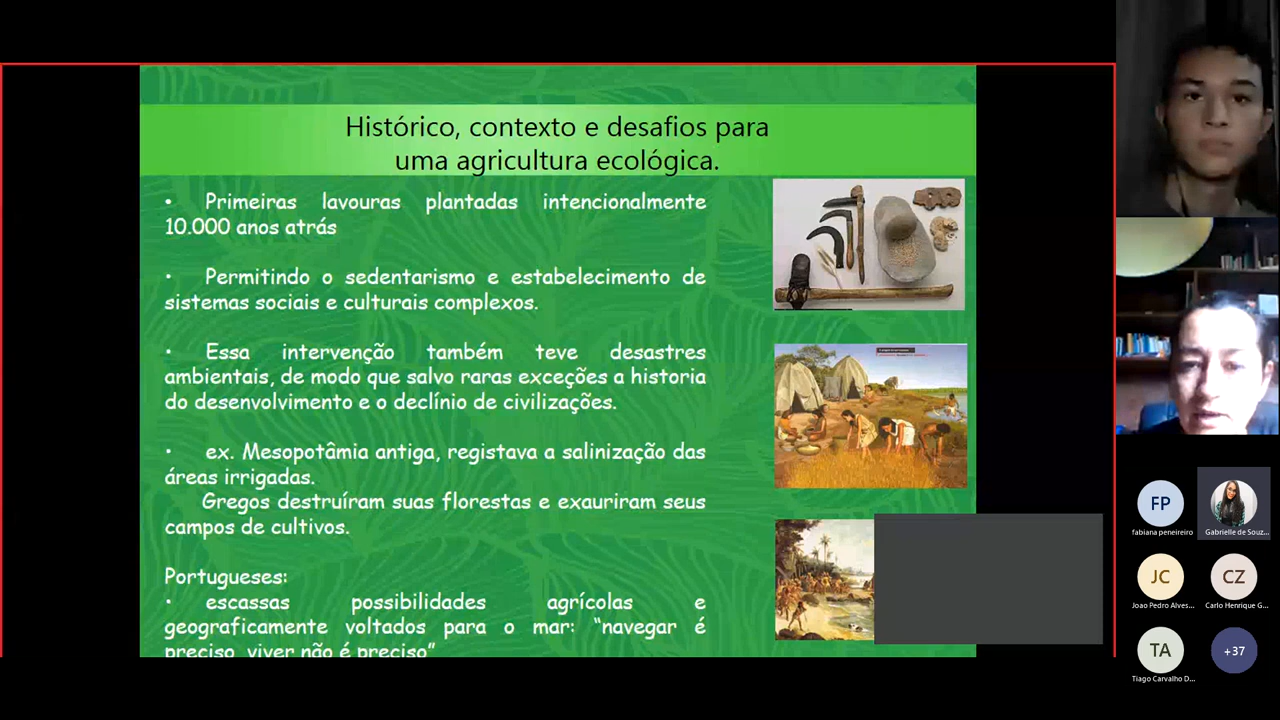 Histórico, contexto e desafios para
uma agricultura ecológica.
• Primeiras lavouras plantadas intencionalmente
10.000 anos atrás
• Permitindo o sedentarismo e estabelecimento de
sistemas sociais e culturais complexos.
• Essa intervenção também teve desastres
ambientais, de modo que salvo raras exceções a historia
do desenvolvimento e o declínio de civilizações.
• ex. Mesopotâmia antiga, registava a salinização das
áreas irrigadas.
Gregos destruíram suas florestas e exauriram seus
campos de cultivos.
Portugueses:
• escassas possibilidades agrícolas e
geograficamente voltados para o mar: “navegar é
preciso, viver não é preciso”
FP
fabiana peneireiro
Gabrielle de Souz...
JC
Joao Pedro Alves...
CZ
Carlo Henrique G...
TA
Tiago Carvalho D...
+37